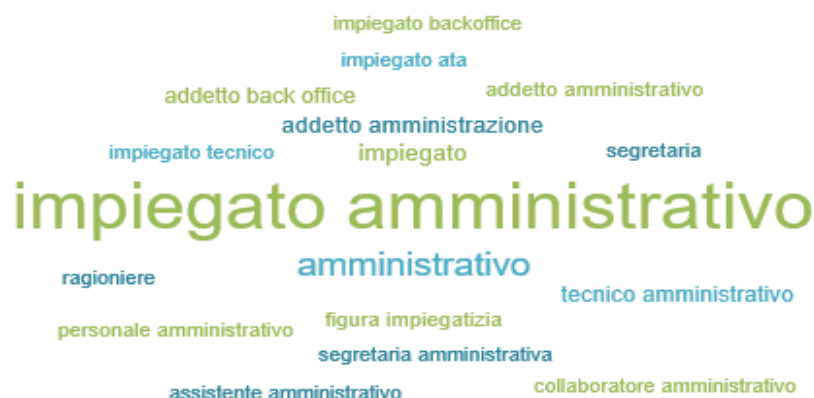 impiegato backoffice
impiegato ata
addetto back office
addetto amministrativo
addetto amministrazione
impiegato tecnico
impiegato
segretaria
impiegato amministrativo
amministrativo
ragioniere
tecnico amministrativo
figura impiegatizia
personale amministrativo
segretaria amministrativa
collaboratore amministrativo
assistente amministrativo